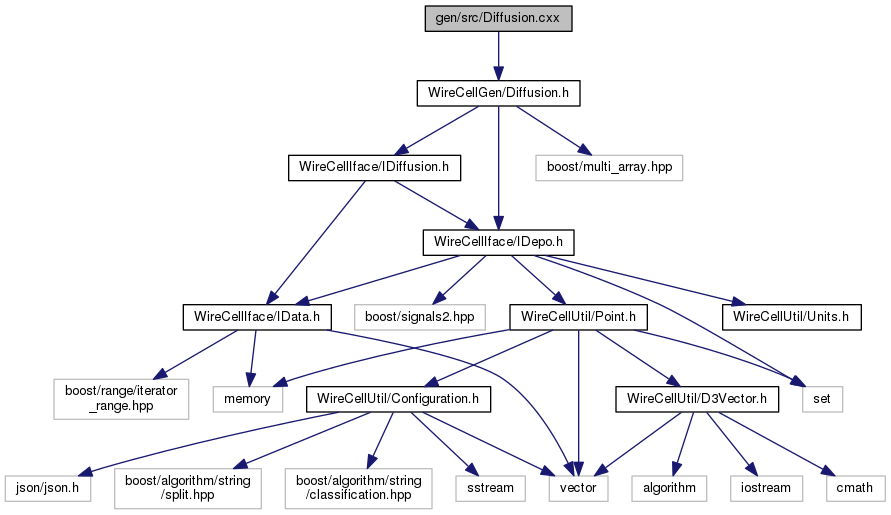 gen/src/Diffusion.cxx
WireCellGen/Diffusion.h
WireCellIface/IDiffusion.h
boost/multi_array.hpp
WireCellIface/IDepo.h
WireCellIface/IData.h
boost/signals2.hpp
WireCellUtil/Point.h
WireCellUtil/Units.h
boost/range/iterator
_range.hpp
memory
WireCellUtil/Configuration.h
WireCellUtil/D3Vector.h
set
json/json.h
boost/algorithm/string
/split.hpp
boost/algorithm/string
/classification.hpp
sstream
vector
algorithm
iostream
cmath